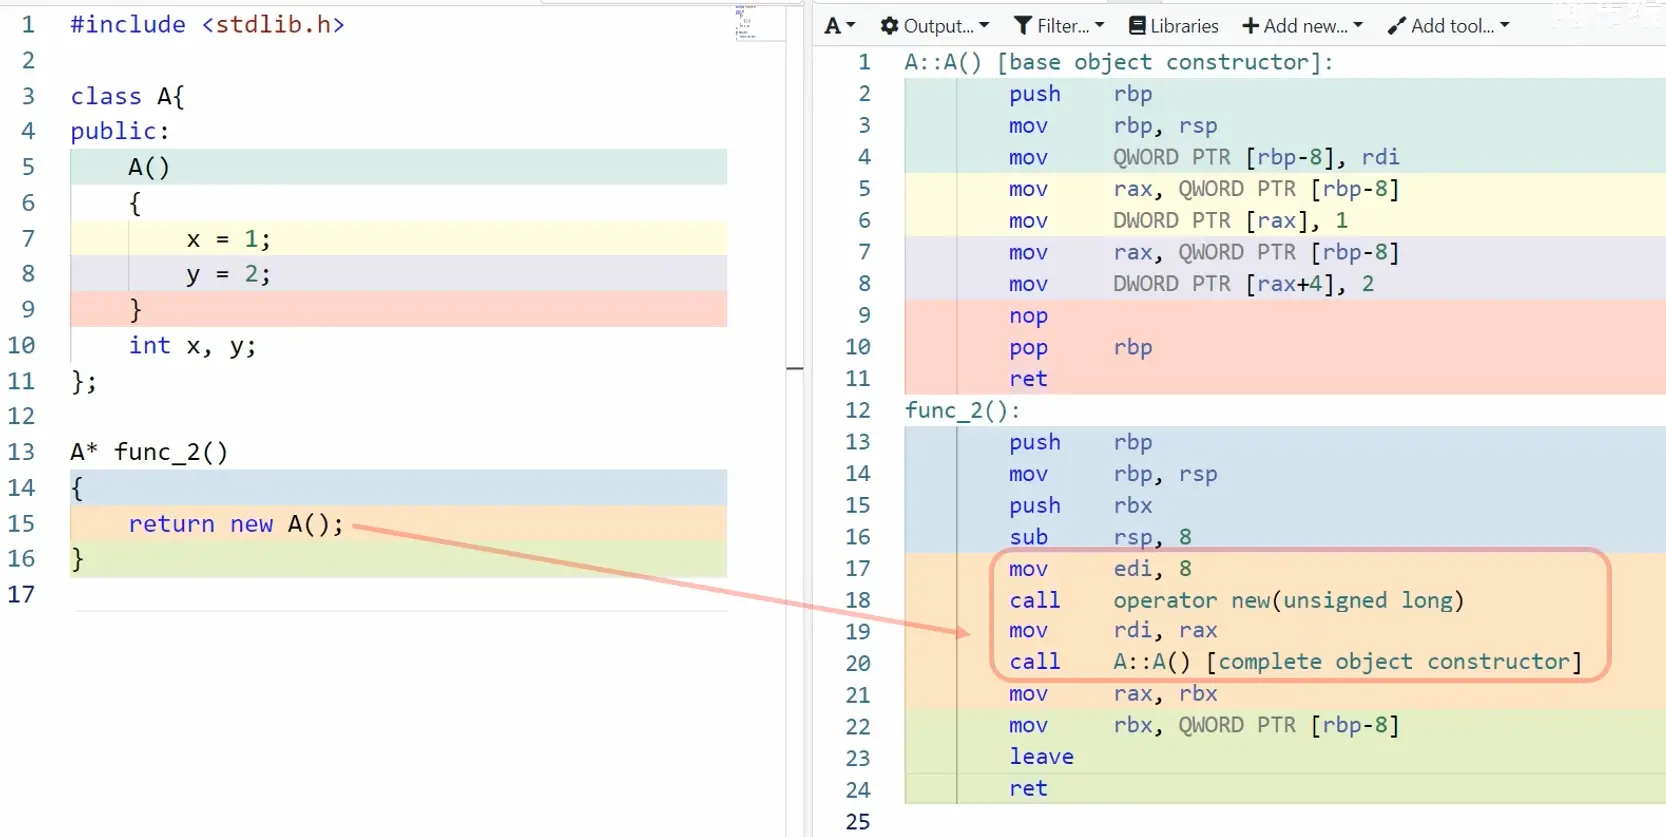 1 #include <stdlib.h>
2
3 class A{
4 public:
5 A()
6 {
7 x = 1;
8 y = 2;
9 }
10 int x, y;
11 };
12
13 A* func_2()
14 {
15 return new A();
16 }
17
A Output... Filter... Libraries Add new... Add tool...
1 A::A() [base object constructor]:
2 push rbp
3 mov rbp, rsp
4 mov QWORD PTR [rbp-8], rdi
5 mov rax, QWORD PTR [rbp-8]
6 mov DWORD PTR [rax], 1
7 mov rax, QWORD PTR [rbp-8]
8 mov DWORD PTR [rax+4], 2
9 nop
10 pop rbp
11 ret
12 func_2():
13 push rbp
14 mov rbp, rsp
15 push rbx
16 sub rsp, 8
17 mov edi, 8
18 call operator new(unsigned long)
19 mov rdi, rax
20 call A::A() [complete object constructor]
21 mov rax, rbx
22 mov rbx, QWORD PTR [rbp-8]
23 leave
24 ret
25